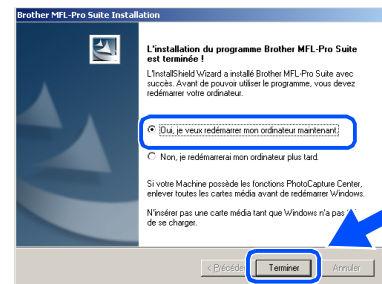 Brother MFL-Pro Suite Installation
L'installation du programme Brother MFL-Pro Suite
est terminée !
L'InstallShield Wizard a installé Brother MFL-Pro Suite avec
succès. Avant de pouvoir utiliser le programme, vous devez
redémarrer votre ordinateur.
Oui, je veux redémarrer mon ordinateur maintenant.
Non, je redémarrerai mon ordinateur plus tard.
Si votre Machine possède les fonctions PhotoCapture Center,
enlever toutes les cartes média avant de redémarrer Windows.
N'insérer pas une carte média tant que Windows n'a pas
de se charger.
Terminer
Annuler